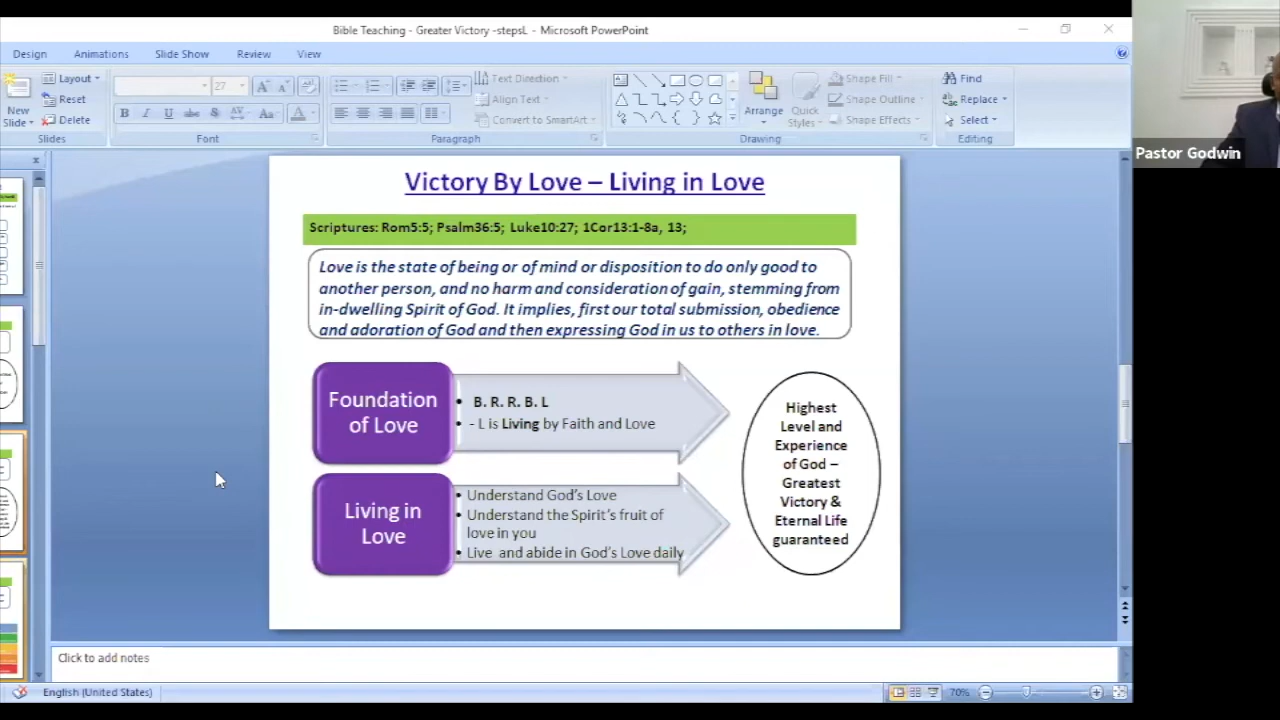 Bible Teaching - Greater Victory -stepsL - Microsoft PowerPoint
Design Animations Slide Show Review View
Layout
Reset
Delete
New
Slide
Slides
27
B I U abc S AV Aa A
Font
Paragraph
Text Direction
Align Text
Convert to SmartArt
Arrange
Quick
Styles
Shape Fill
Shape Outline
Shape Effects
Drawing
Find
Replace
Select
Editing
Pastor Godwin
Victory By Love – Living in Love
Scriptures: Rom5:5; Psalm36:5; Luke10:27; 1Cor13:1-8a, 13;
Love is the state of being or of mind or disposition to do only good to
another person, and no harm and consideration of gain, stemming from
in-dwelling Spirit of God. It implies, first our total submission, obedience
and adoration of God and then expressing God in us to others in love.
Foundation
of Love
• B. R. R. B. L
• - L is Living by Faith and Love
Living in
Love
• Understand God's Love
• Understand the Spirit's fruit of
love in you
• Live and abide in God's Love daily
Highest
Level and
Experience
of God –
Greatest
Victory &
Eternal Life
guaranteed
Click to add notes
English (United States)
70%